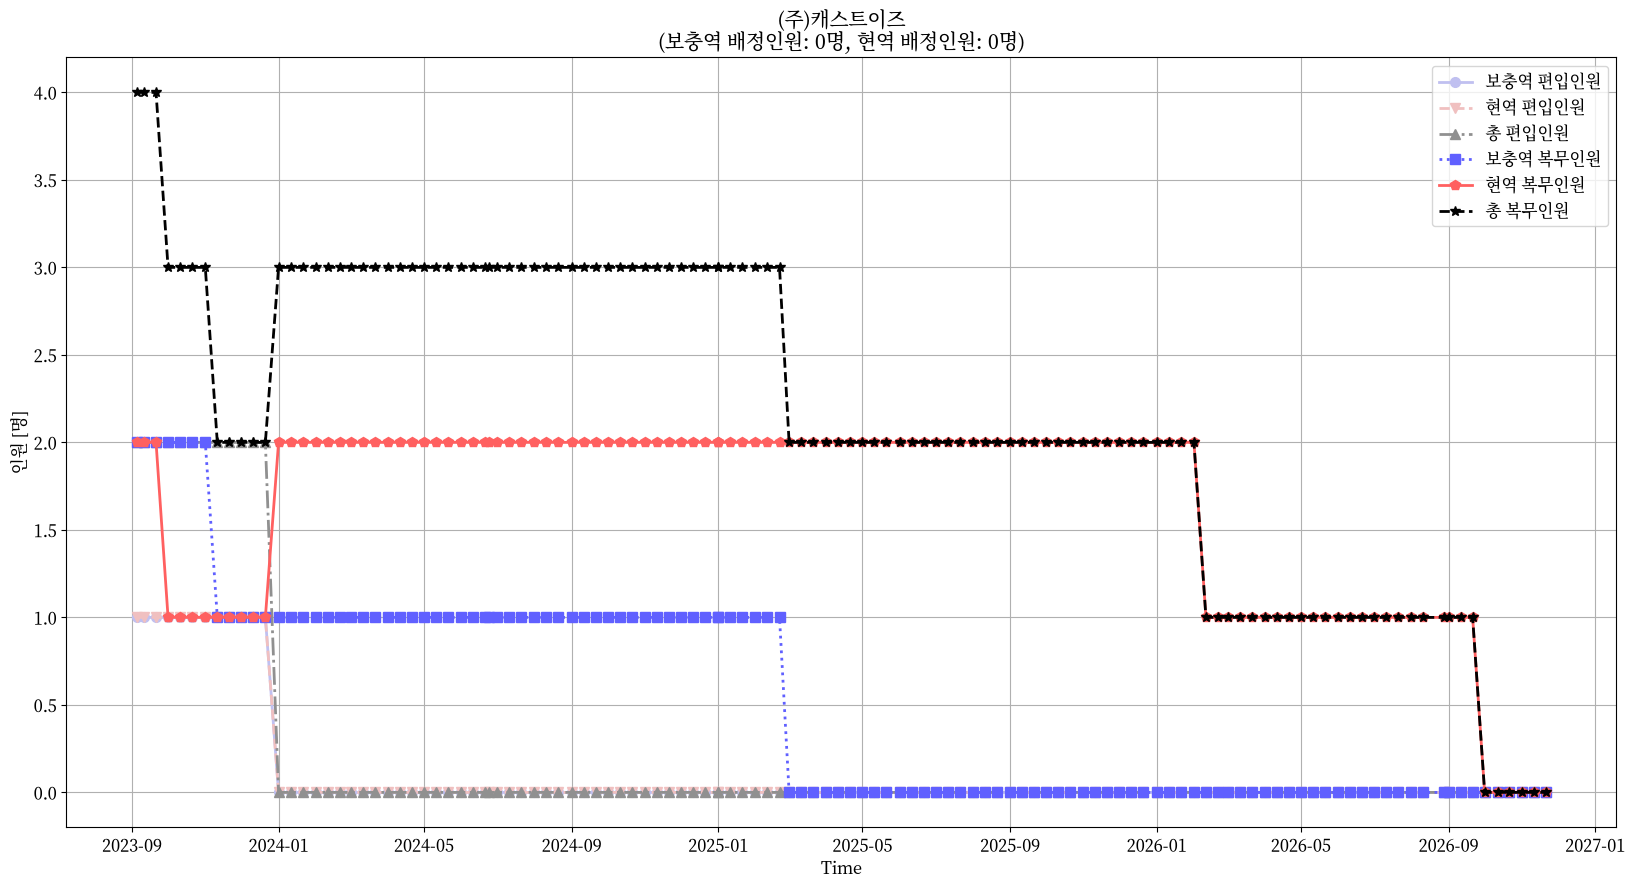 (주)캐스트이즈
(보충역 배정인원: 0명, 현역 배정인원: 0명)
보충역 편입인원
현역 편입인원
총 편입인원
보충역 복무인원
현역 복무인원
총 복무인원
인원 [명]
4.0
3.5
3.0
2.5
2.0
1.5
1.0
0.5
0.0
2023-09
2024-01
2024-05
2024-09
2025-01
2025-05
2025-09
2026-01
2026-05
2026-09
2027-01
Time